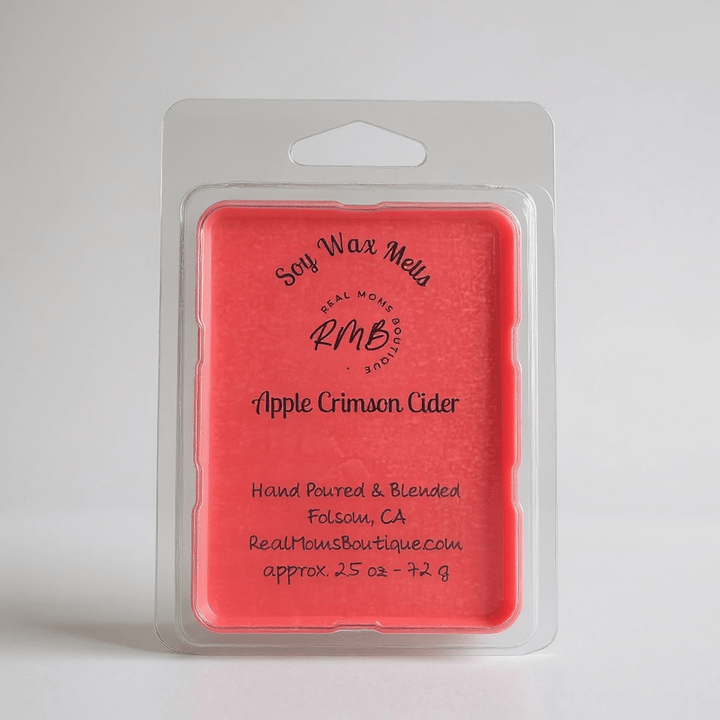 Soy Wax Melts
REAL MOMS BOUTIQUE
RMB
Apple Crimson Cider
Hand Poured & Blended
Folsom, CA
RealMomsBoutique.com
approx. 2.5 oz - 72 g